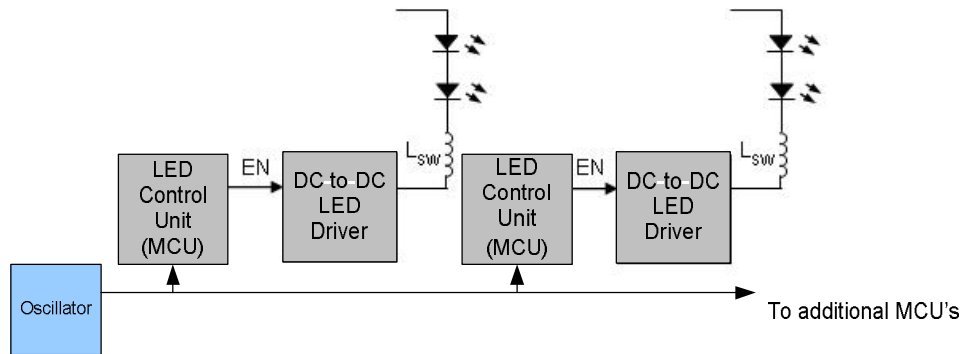 LED
Control
Unit
(MCU)
EN
DC to DC
LED
Driver
LSW
LED
Control
Unit
(MCU)
EN
DC to DC
LED
Driver
LSW
Oscillator
To additional MCU's